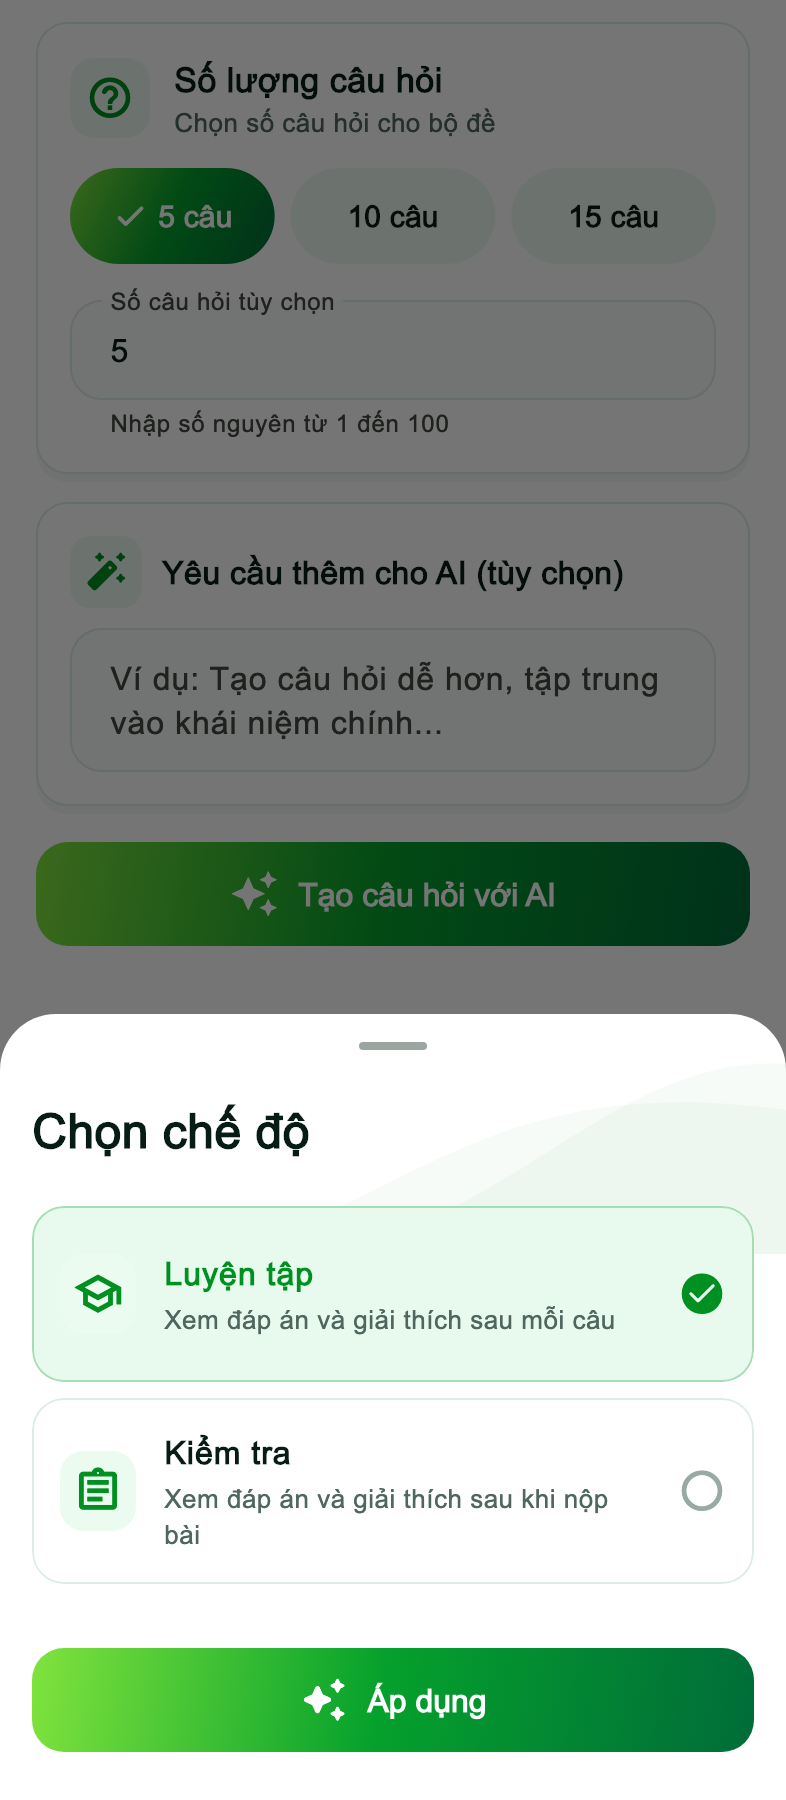 Số lượng câu hỏi
Chọn số câu hỏi cho bộ đề
5 câu
10 câu
15 câu
Số câu hỏi tùy chọn
5
Nhập số nguyên từ 1 đến 100
Yêu cầu thêm cho AI (tùy chọn)
Ví dụ: Tạo câu hỏi dễ hơn, tập trung
vào khái niệm chính...
Tạo câu hỏi với AI
Chọn chế độ
Luyện tập
Xem đáp án và giải thích sau mỗi câu
Kiểm tra
Xem đáp án và giải thích sau khi nộp
bài
Áp dụng